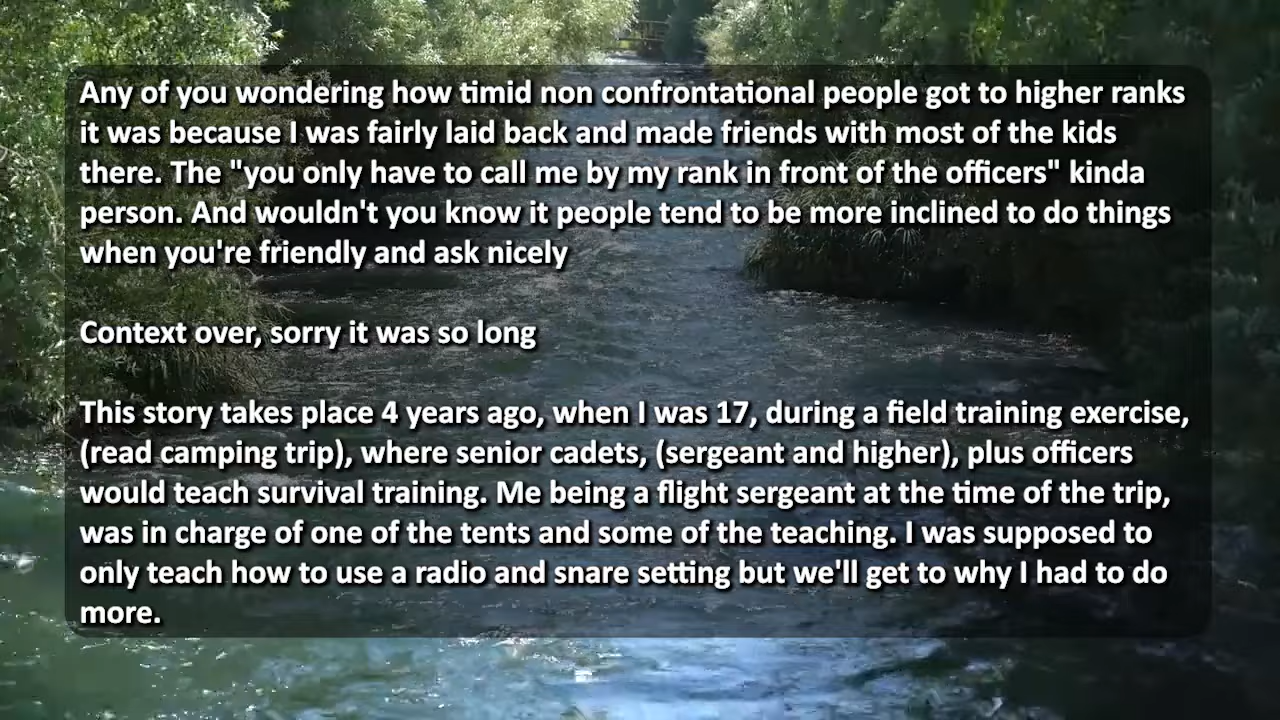 Any of you wondering how timid non confrontational people got to higher ranks
it was because I was fairly laid back and made friends with most of the kids
there. The "you only have to call me by my rank in front of the officers" kinda
person. And wouldn't you know it people tend to be more inclined to do things
when you're friendly and ask nicely
Context over, sorry it was so long
This story takes place 4 years ago, when I was 17, during a field training exercise,
(read camping trip), where senior cadets, (sergeant and higher), plus officers
would teach survival training. Me being a flight sergeant at the time of the trip,
was in charge of one of the tents and some of the teaching. I was supposed to
only teach how to use a radio and snare setting but we'll get to why I had to do
more.